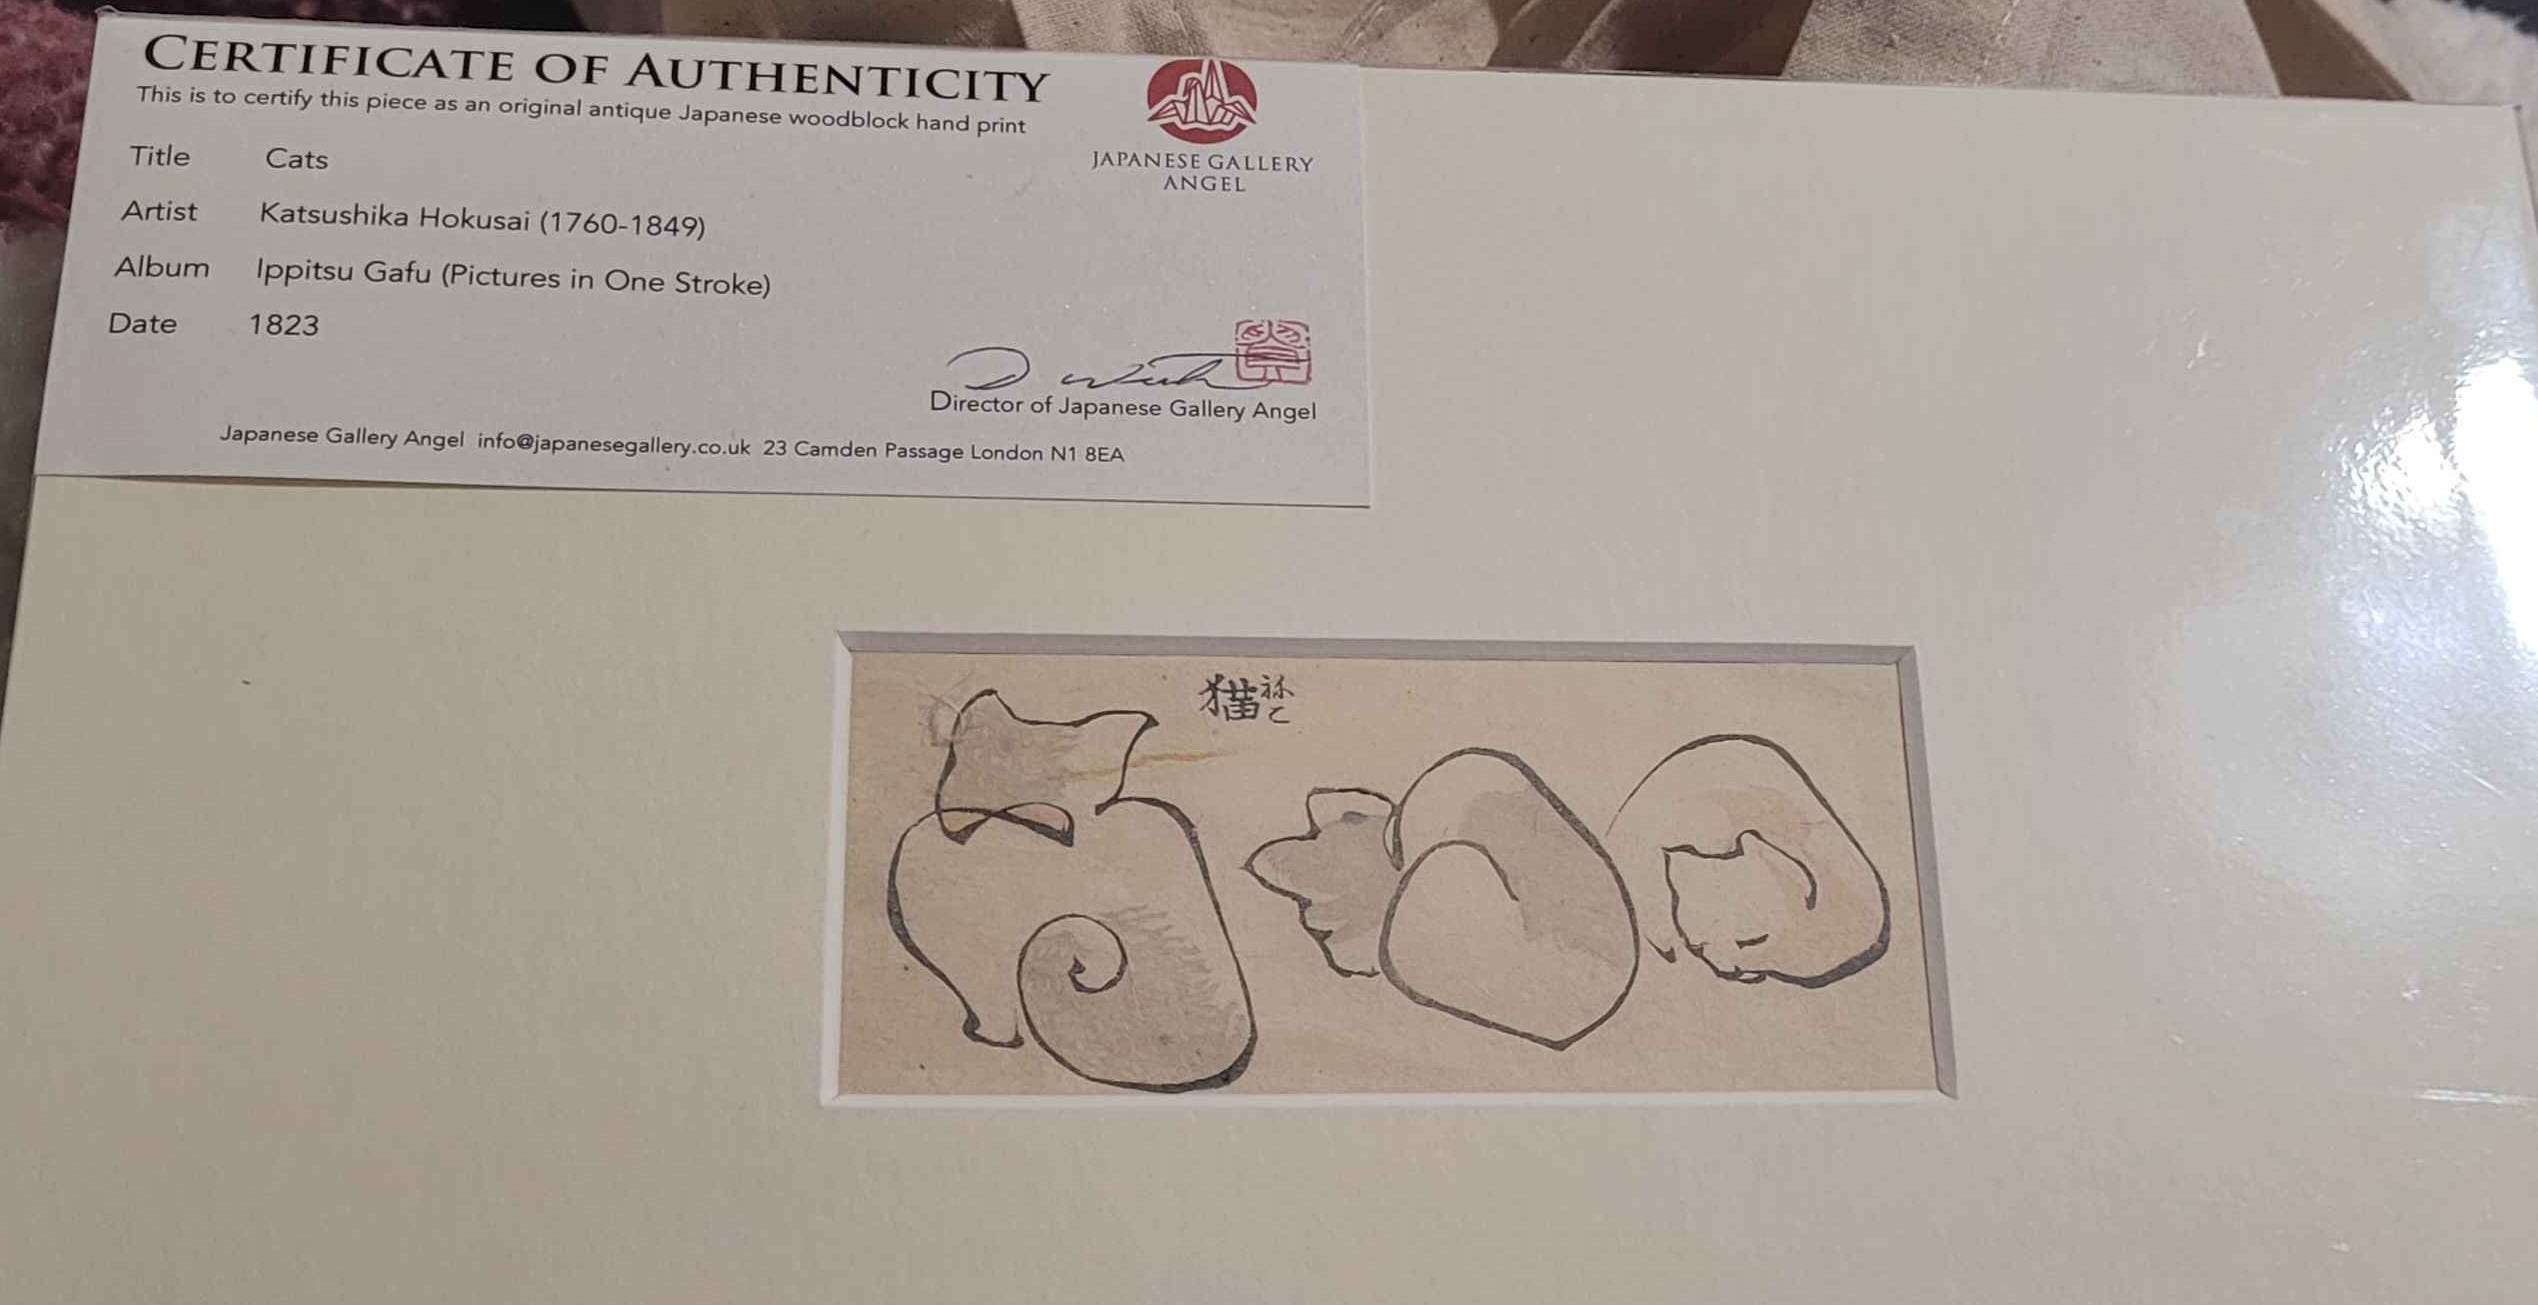 CERTIFICATE OF AUTHENTICITY
This is to certify this piece as an original antique Japanese woodblock hand print
JAPANESE GALLERY
ANGEL
Title Cats
Artist Katsushika Hokusai (1760-1849)
Album Ippitsu Gafu (Pictures in One Stroke)
Date 1823
Director of Japanese Gallery Angel
Japanese Gallery Angel info@japanesegallery.co.uk 23 Camden Passage London N1 8EA
猫 ねこ